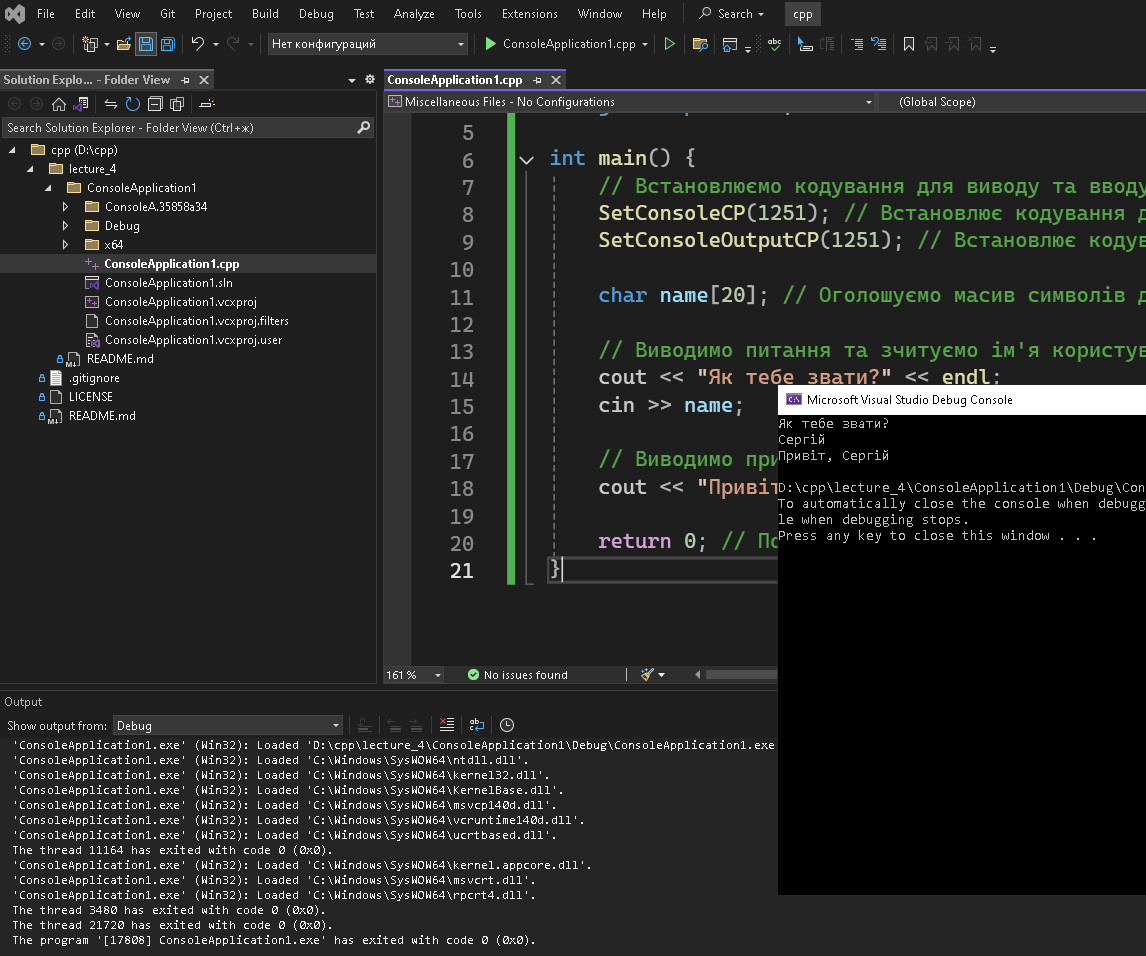 File Edit View Git Project Build Debug Test Analyze Tools Extensions Window Help Search cpp
Нет конфигураций ConsoleApplication1.cpp
Solution Explo... - Folder View
ConsoleApplication1.cpp
Miscellaneous Files - No Configurations (Global Scope)
Search Solution Explorer - Folder View (Ctrl+ж)
cpp (D:\cpp)
lecture_4
ConsoleApplication1
ConsoleA.35858a34
Debug
x64
ConsoleApplication1.cpp
ConsoleApplication1.sln
ConsoleApplication1.vcxproj
ConsoleApplication1.vcxproj.filters
ConsoleApplication1.vcxproj.user
README.md
.gitignore
LICENSE
README.md
5
6 int main() {
7 // Встановлюємо кодування для виводу та вводу
8 SetConsoleCP(1251); // Встановлює кодування
9 SetConsoleOutputCP(1251); // Встановлює
10
11 char name[20]; // Оголошуємо масив символів
12
13 // Виводимо питання та зчитуємо ім'я
14 cout << "Як тебе звати?" << endl;
15 cin >> name;
16
17 // Виводимо
18 cout << "Привіт
19
20 return 0; //
21 }
Microsoft Visual Studio Debug Console
Як тебе звати?
Сергій
Привіт, Сергій
D:\cpp\lecture_4\ConsoleApplication1\Debug\Con
To automatically close the console when debugg
le when debugging stops.
Press any key to close this window . . .
161 % No issues found
Output
Show output from: Debug
'ConsoleApplication1.exe' (Win32): Loaded 'D:\cpp\lecture_4\ConsoleApplication1\Debug\ConsoleApplication1.exe
'ConsoleApplication1.exe' (Win32): Loaded 'C:\Windows\SysWOW64\ntdll.dll'.
'ConsoleApplication1.exe' (Win32): Loaded 'C:\Windows\SysWOW64\kernel32.dll'.
'ConsoleApplication1.exe' (Win32): Loaded 'C:\Windows\SysWOW64\KernelBase.dll'.
'ConsoleApplication1.exe' (Win32): Loaded 'C:\Windows\SysWOW64\msvcp140d.dll'.
'ConsoleApplication1.exe' (Win32): Loaded 'C:\Windows\SysWOW64\vcruntime140d.dll'.
'ConsoleApplication1.exe' (Win32): Loaded 'C:\Windows\SysWOW64\ucrtbased.dll'.
The thread 11164 has exited with code 0 (0x0).
'ConsoleApplication1.exe' (Win32): Loaded 'C:\Windows\SysWOW64\kernel.appcore.dll'.
'ConsoleApplication1.exe' (Win32): Loaded 'C:\Windows\SysWOW64\msvcrt.dll'.
'ConsoleApplication1.exe' (Win32): Loaded 'C:\Windows\SysWOW64\rpcrt4.dll'.
The thread 3480 has exited with code 0 (0x0).
The thread 21720 has exited with code 0 (0x0).
The program '[17808] ConsoleApplication1.exe' has exited with code 0 (0x0).